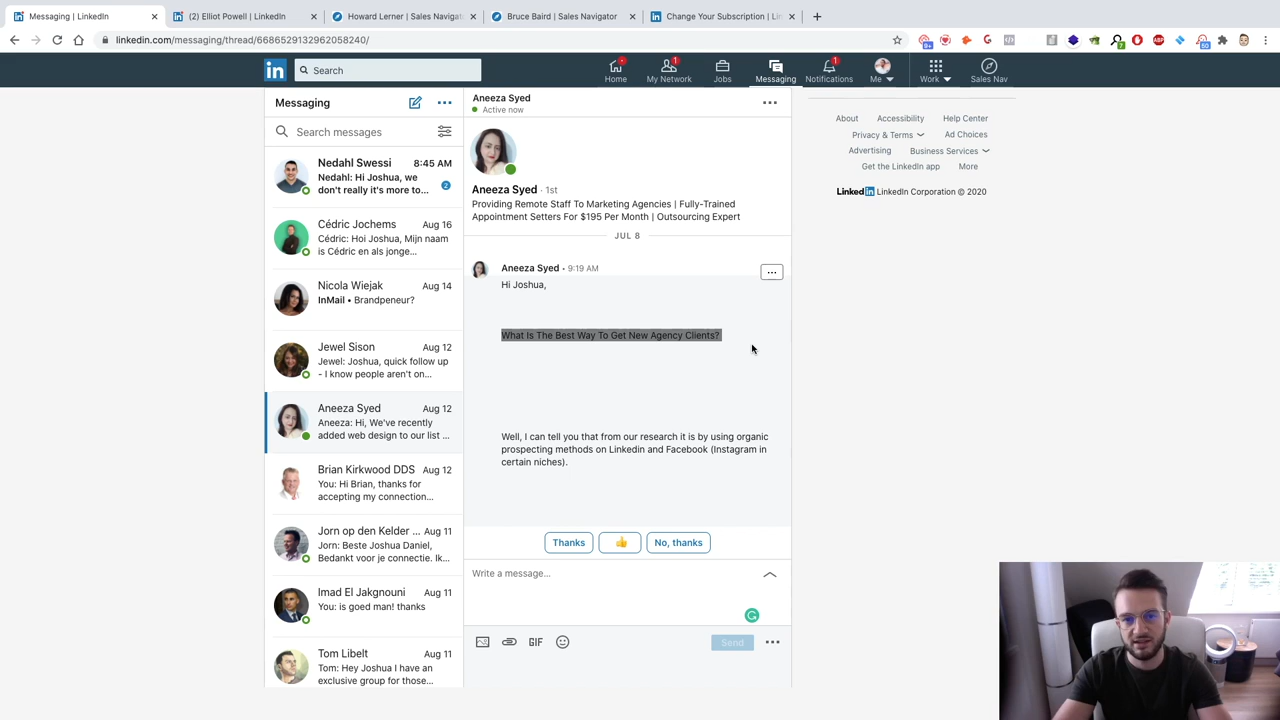 Messaging | LinkedIn
(2) Elliot Powell | LinkedIn
Howard Lerner | Sales Navigat
Bruce Baird | Sales Navigator
Change Your Subscription | Lin
linkedin.com/messaging/thread/6686529132962058240/
in
Search
Home
My Network
1
Jobs
Messaging
Notifications
1
Me
Work
Sales Nav
Messaging
Search messages
Nedahl Swessi
8:45 AM
Nedahl: Hi Joshua, we
don't really it's more to...
2
Cédric Jochems
Aug 16
Cédric: Hoi Joshua, Mijn naam
is Cédric en als jonge...
Nicola Wiejak
Aug 14
InMail • Brandpeneur?
Jewel Sison
Aug 12
Jewel: Joshua, quick follow up
- I know people aren't on...
Aneeza Syed
Aug 12
Aneeza: Hi, We've recently
added web design to our list ...
Brian Kirkwood DDS
Aug 12
You: Hi Brian, thanks for
accepting my connection...
Jorn op den Kelder ...
Aug 11
Jorn: Beste Joshua Daniel,
Bedankt voor je connectie. Ik...
Imad El Jakgnouni
Aug 11
You: is goed man! thanks
Tom Libelt
Aug 11
Tom: Hey Joshua I have an
exclusive group for those...
Aneeza Syed
Active now
Aneeza Syed · 1st
Providing Remote Staff To Marketing Agencies | Fully-Trained
Appointment Setters For $195 Per Month | Outsourcing Expert
JUL 8
Aneeza Syed • 9:19 AM
Hi Joshua,
What Is The Best Way To Get New Agency Clients?
Well, I can tell you that from our research it is by using organic
prospecting methods on Linkedin and Facebook (Instagram in
certain niches).
Thanks
No, thanks
Write a message...
GIF
Send
About
Accessibility
Help Center
Privacy & Terms
Ad Choices
Advertising
Business Services
Get the LinkedIn app
More
LinkedIn LinkedIn Corporation © 2020